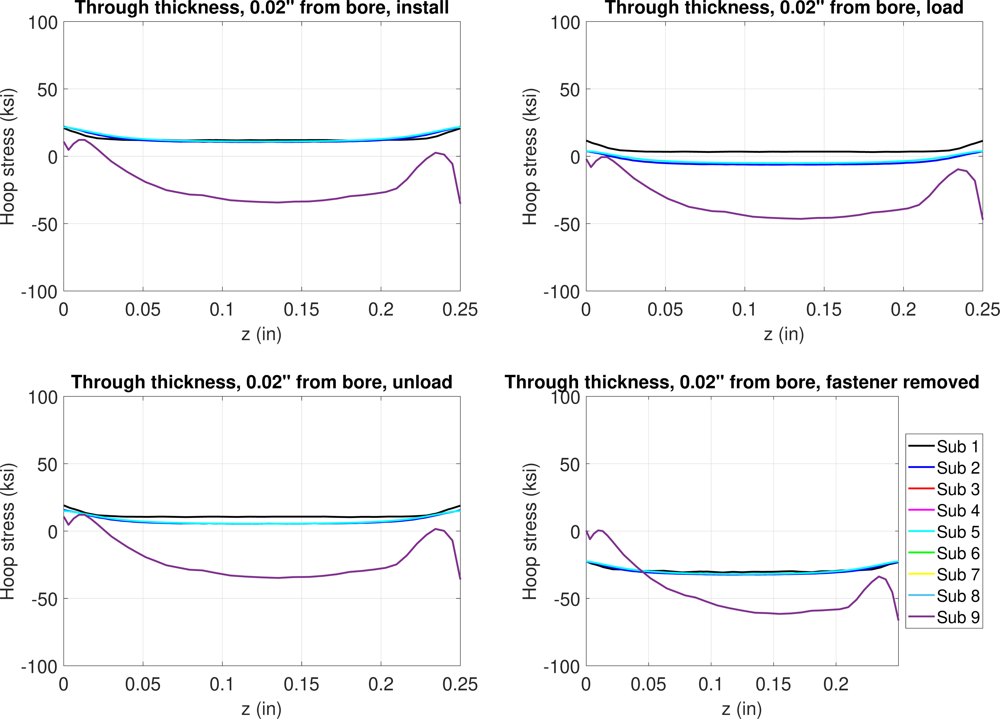 Through thickness, 0.02" from bore, install
100
50
0
-50
-100
Hoop stress (ksi)
0 0.05 0.1 0.15 0.2 0.25
z (in)
Through thickness, 0.02" from bore, load
100
50
0
-50
-100
Hoop stress (ksi)
0 0.05 0.1 0.15 0.2 0.25
z (in)
Through thickness, 0.02" from bore, unload
100
50
0
-50
-100
Hoop stress (ksi)
0 0.05 0.1 0.15 0.2 0.25
z (in)
Through thickness, 0.02" from bore, fastener removed
100
50
0
-50
-100
Hoop stress (ksi)
0 0.05 0.1 0.15 0.2
z (in)
Sub 1
Sub 2
Sub 3
Sub 4
Sub 5
Sub 6
Sub 7
Sub 8
Sub 9